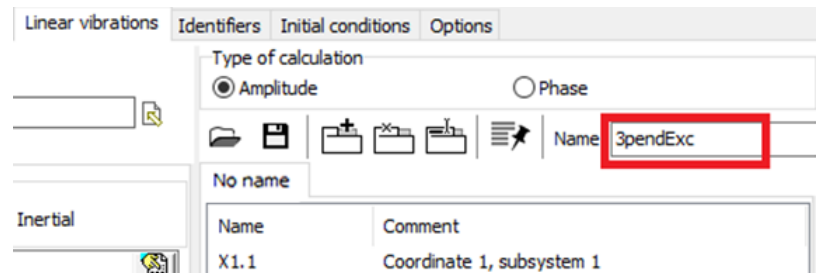 Linear vibrations Identifiers Initial conditions Options
Type of calculation
Amplitude Phase
Name 3pendExc
No name
Inertial
Name Comment
X1.1 Coordinate 1, subsystem 1